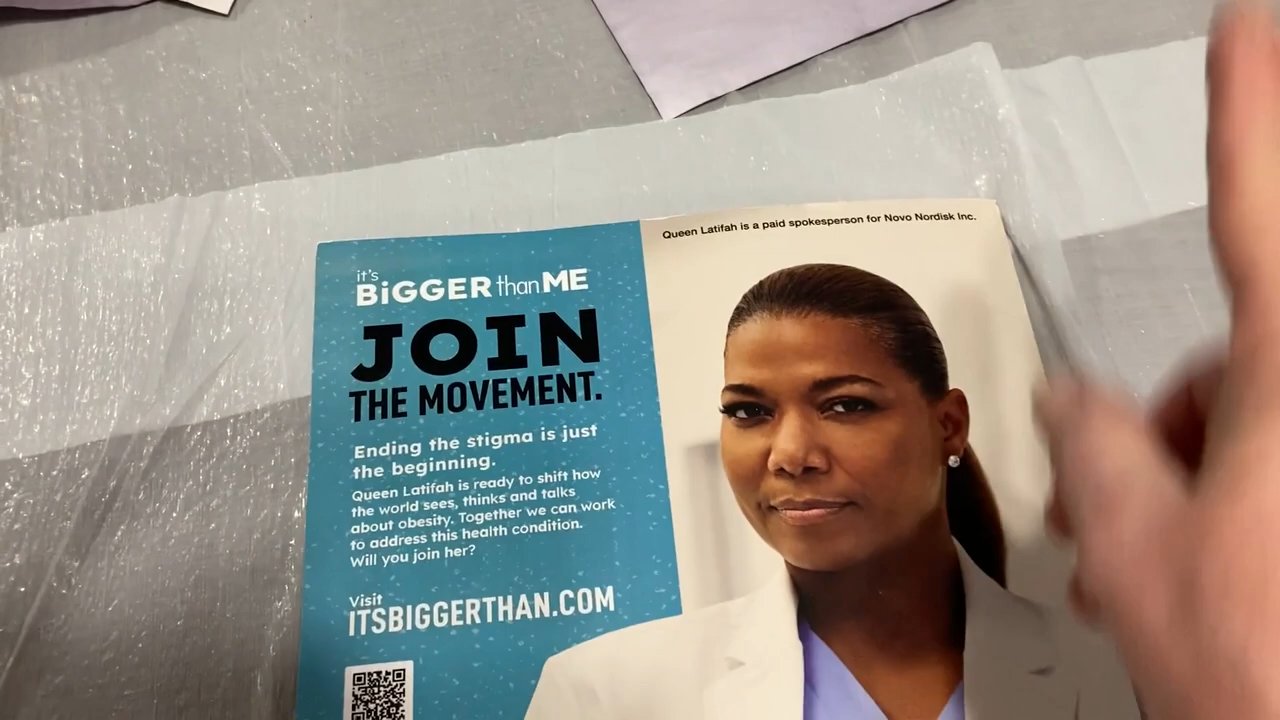 Queen Latifah is a paid spokesperson for Novo Nordisk Inc.
it's
BiGGER than ME
JOIN
THE MOVEMENT.
Ending the stigma is just
the beginning.
Queen Latifah is ready to shift how
the world sees, thinks and talks
about obesity. Together we can work
to address this health condition.
Will you join her?
Visit
ITSBIGGERTHAN.COM